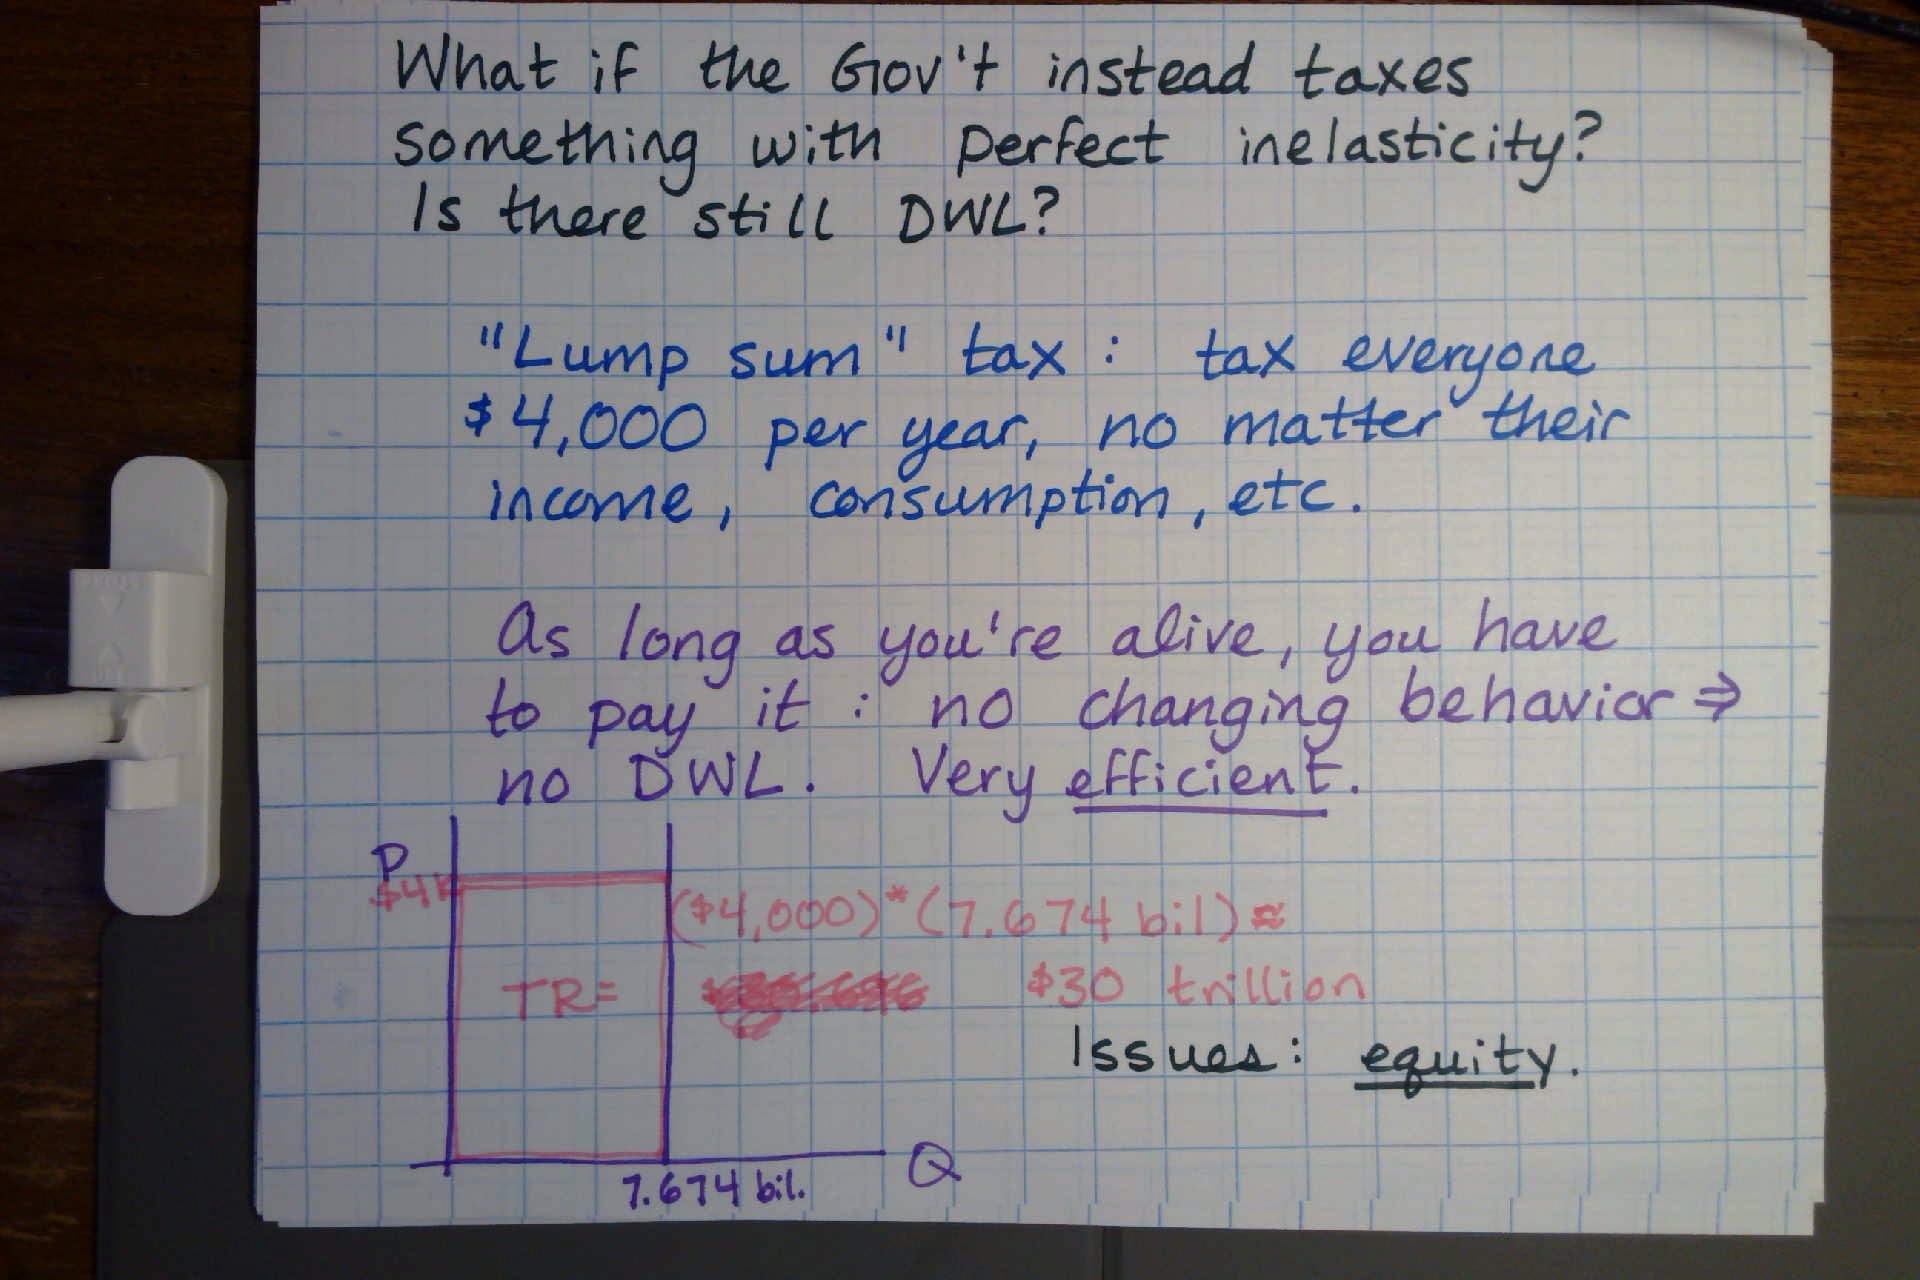 What if the Gov't instead taxes
something with perfect inelasticity?
Is there still DWL?
"Lump sum" tax : tax everyone
$4,000 per year, no matter their
income, consumption, etc.
As long as you're alive, you have
to pay it : no changing behavior ⇒
no DWL. Very efficient.
P
$4K
($4,000)*(7.674 bil) ≈
TR= $30 trillion
Issues: equity.
Q
7.674 bil.